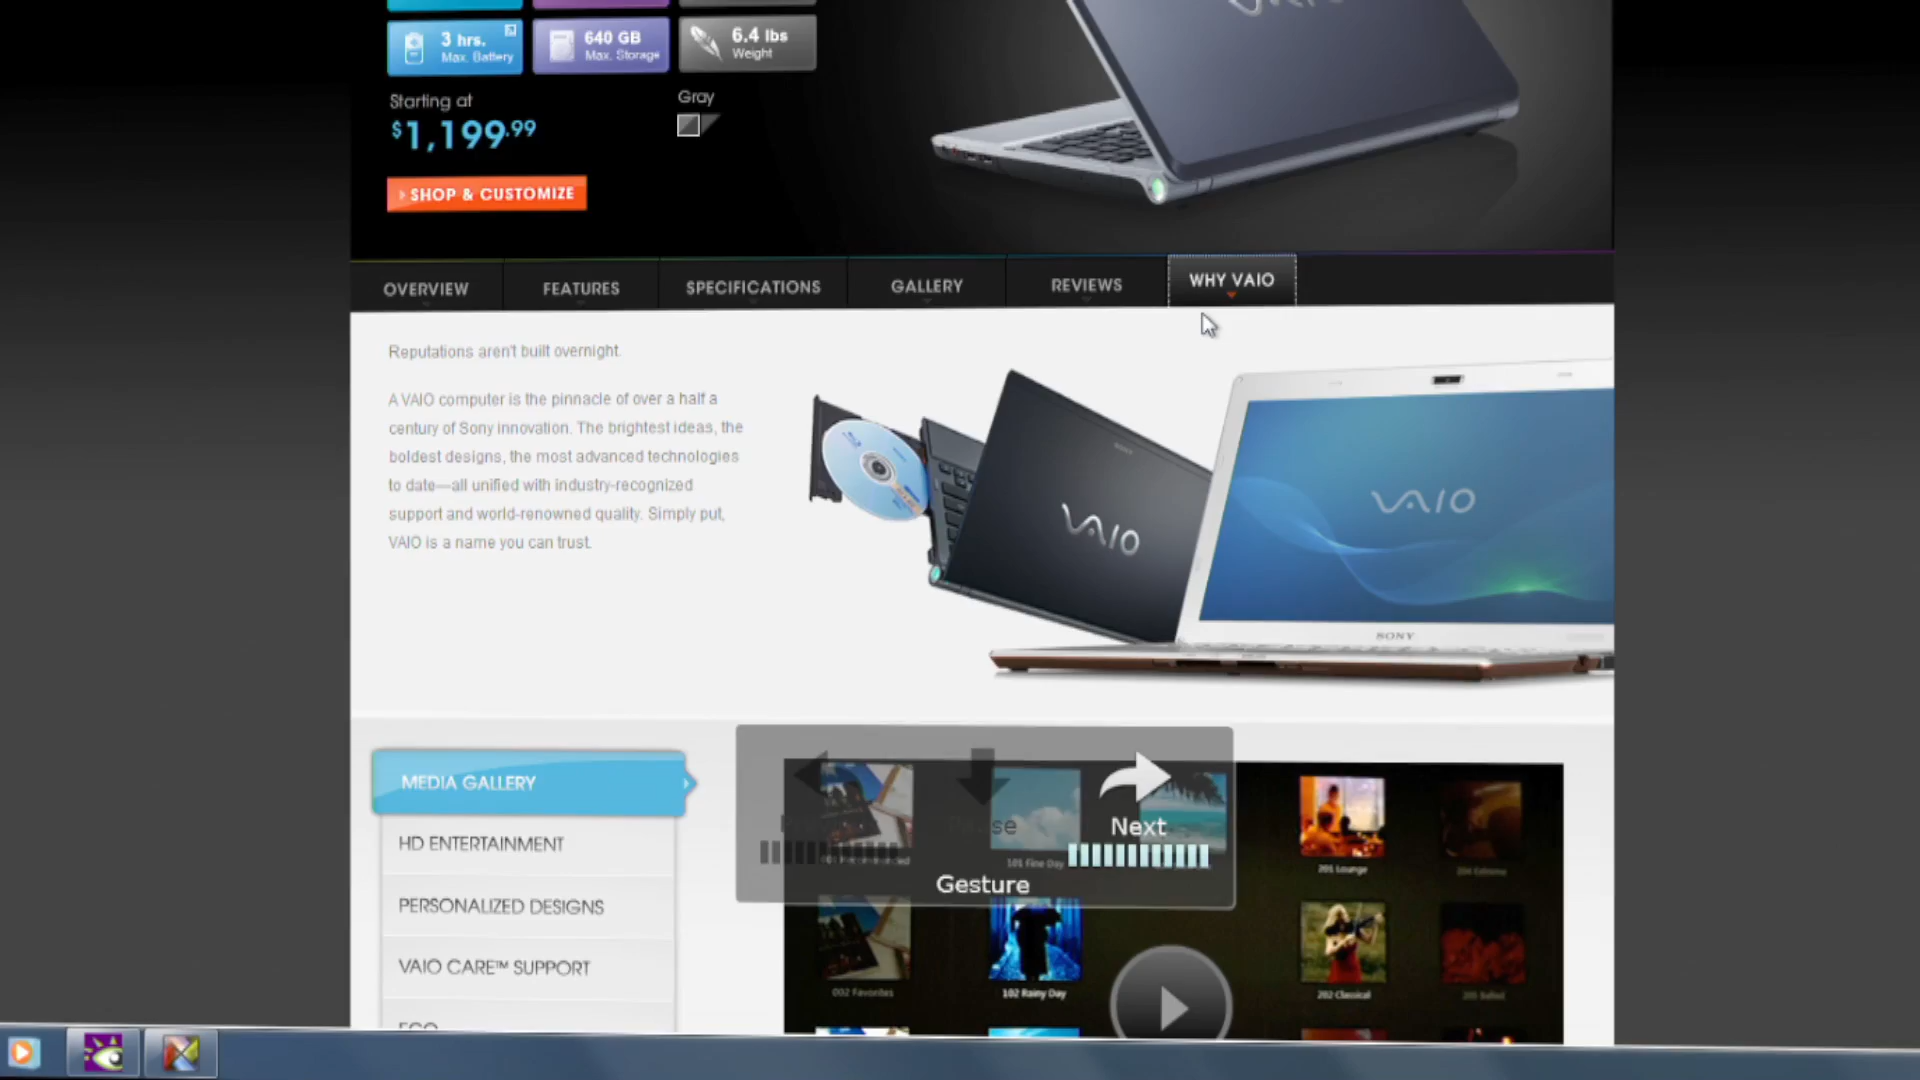 VAIO
3 hrs.
Max. Battery
640 GB
Max. Storage
6.4 lbs
Weight
Starting at
$1,199.99
Gray
SHOP & CUSTOMIZE
OVERVIEW
FEATURES
SPECIFICATIONS
GALLERY
REVIEWS
WHY VAIO
Reputations aren't built overnight.
A VAIO computer is the pinnacle of over a half a
century of Sony innovation. The brightest ideas, the
boldest designs, the most advanced technologies
to date—all unified with industry-recognized
support and world-renowned quality. Simply put,
VAIO is a name you can trust.
VAIO
VAIO
SONY
MEDIA GALLERY
HD ENTERTAINMENT
PERSONALIZED DESIGNS
VAIO CARE™ SUPPORT
ECO
Next
Gesture
101 Fine Day
201 Lounge
002 Favorites
102 Rainy Day
202 Classical